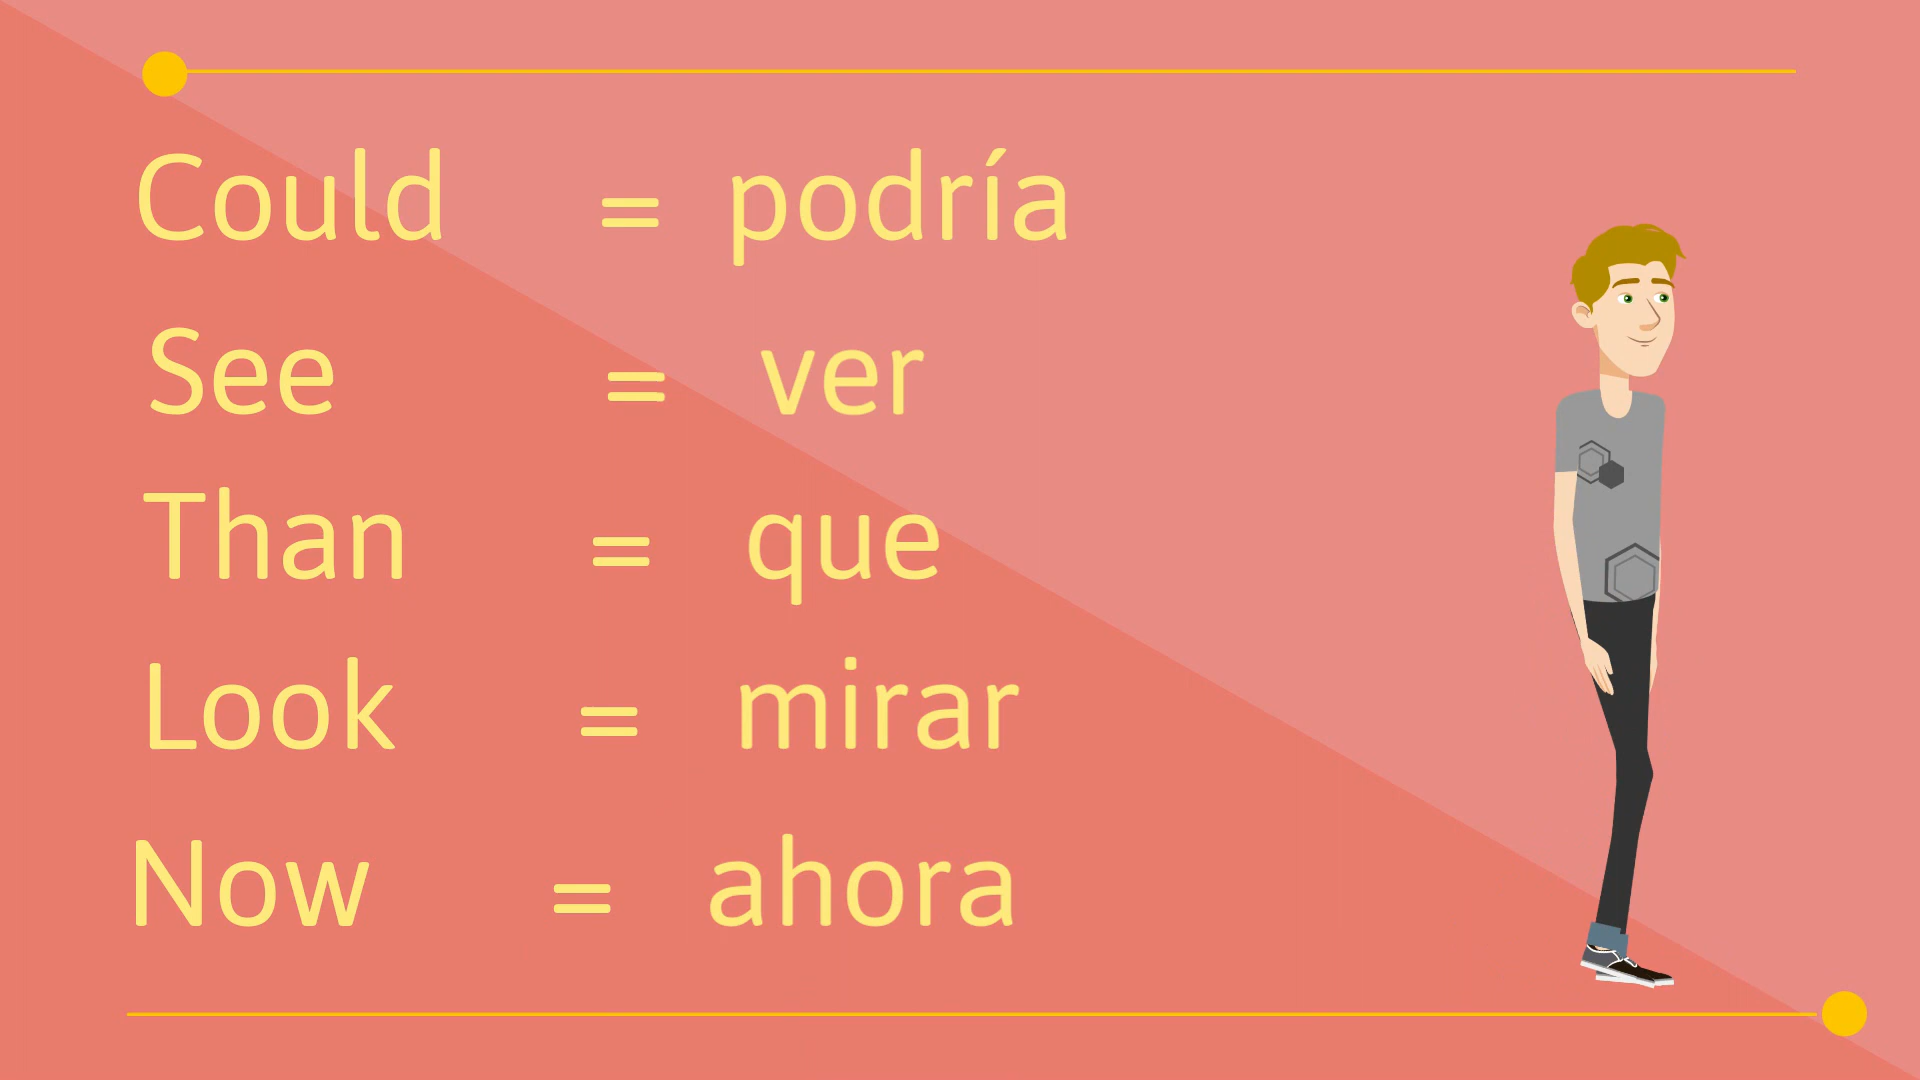 Could = podría
See = ver
Than = que
Look = mirar
Now = ahora